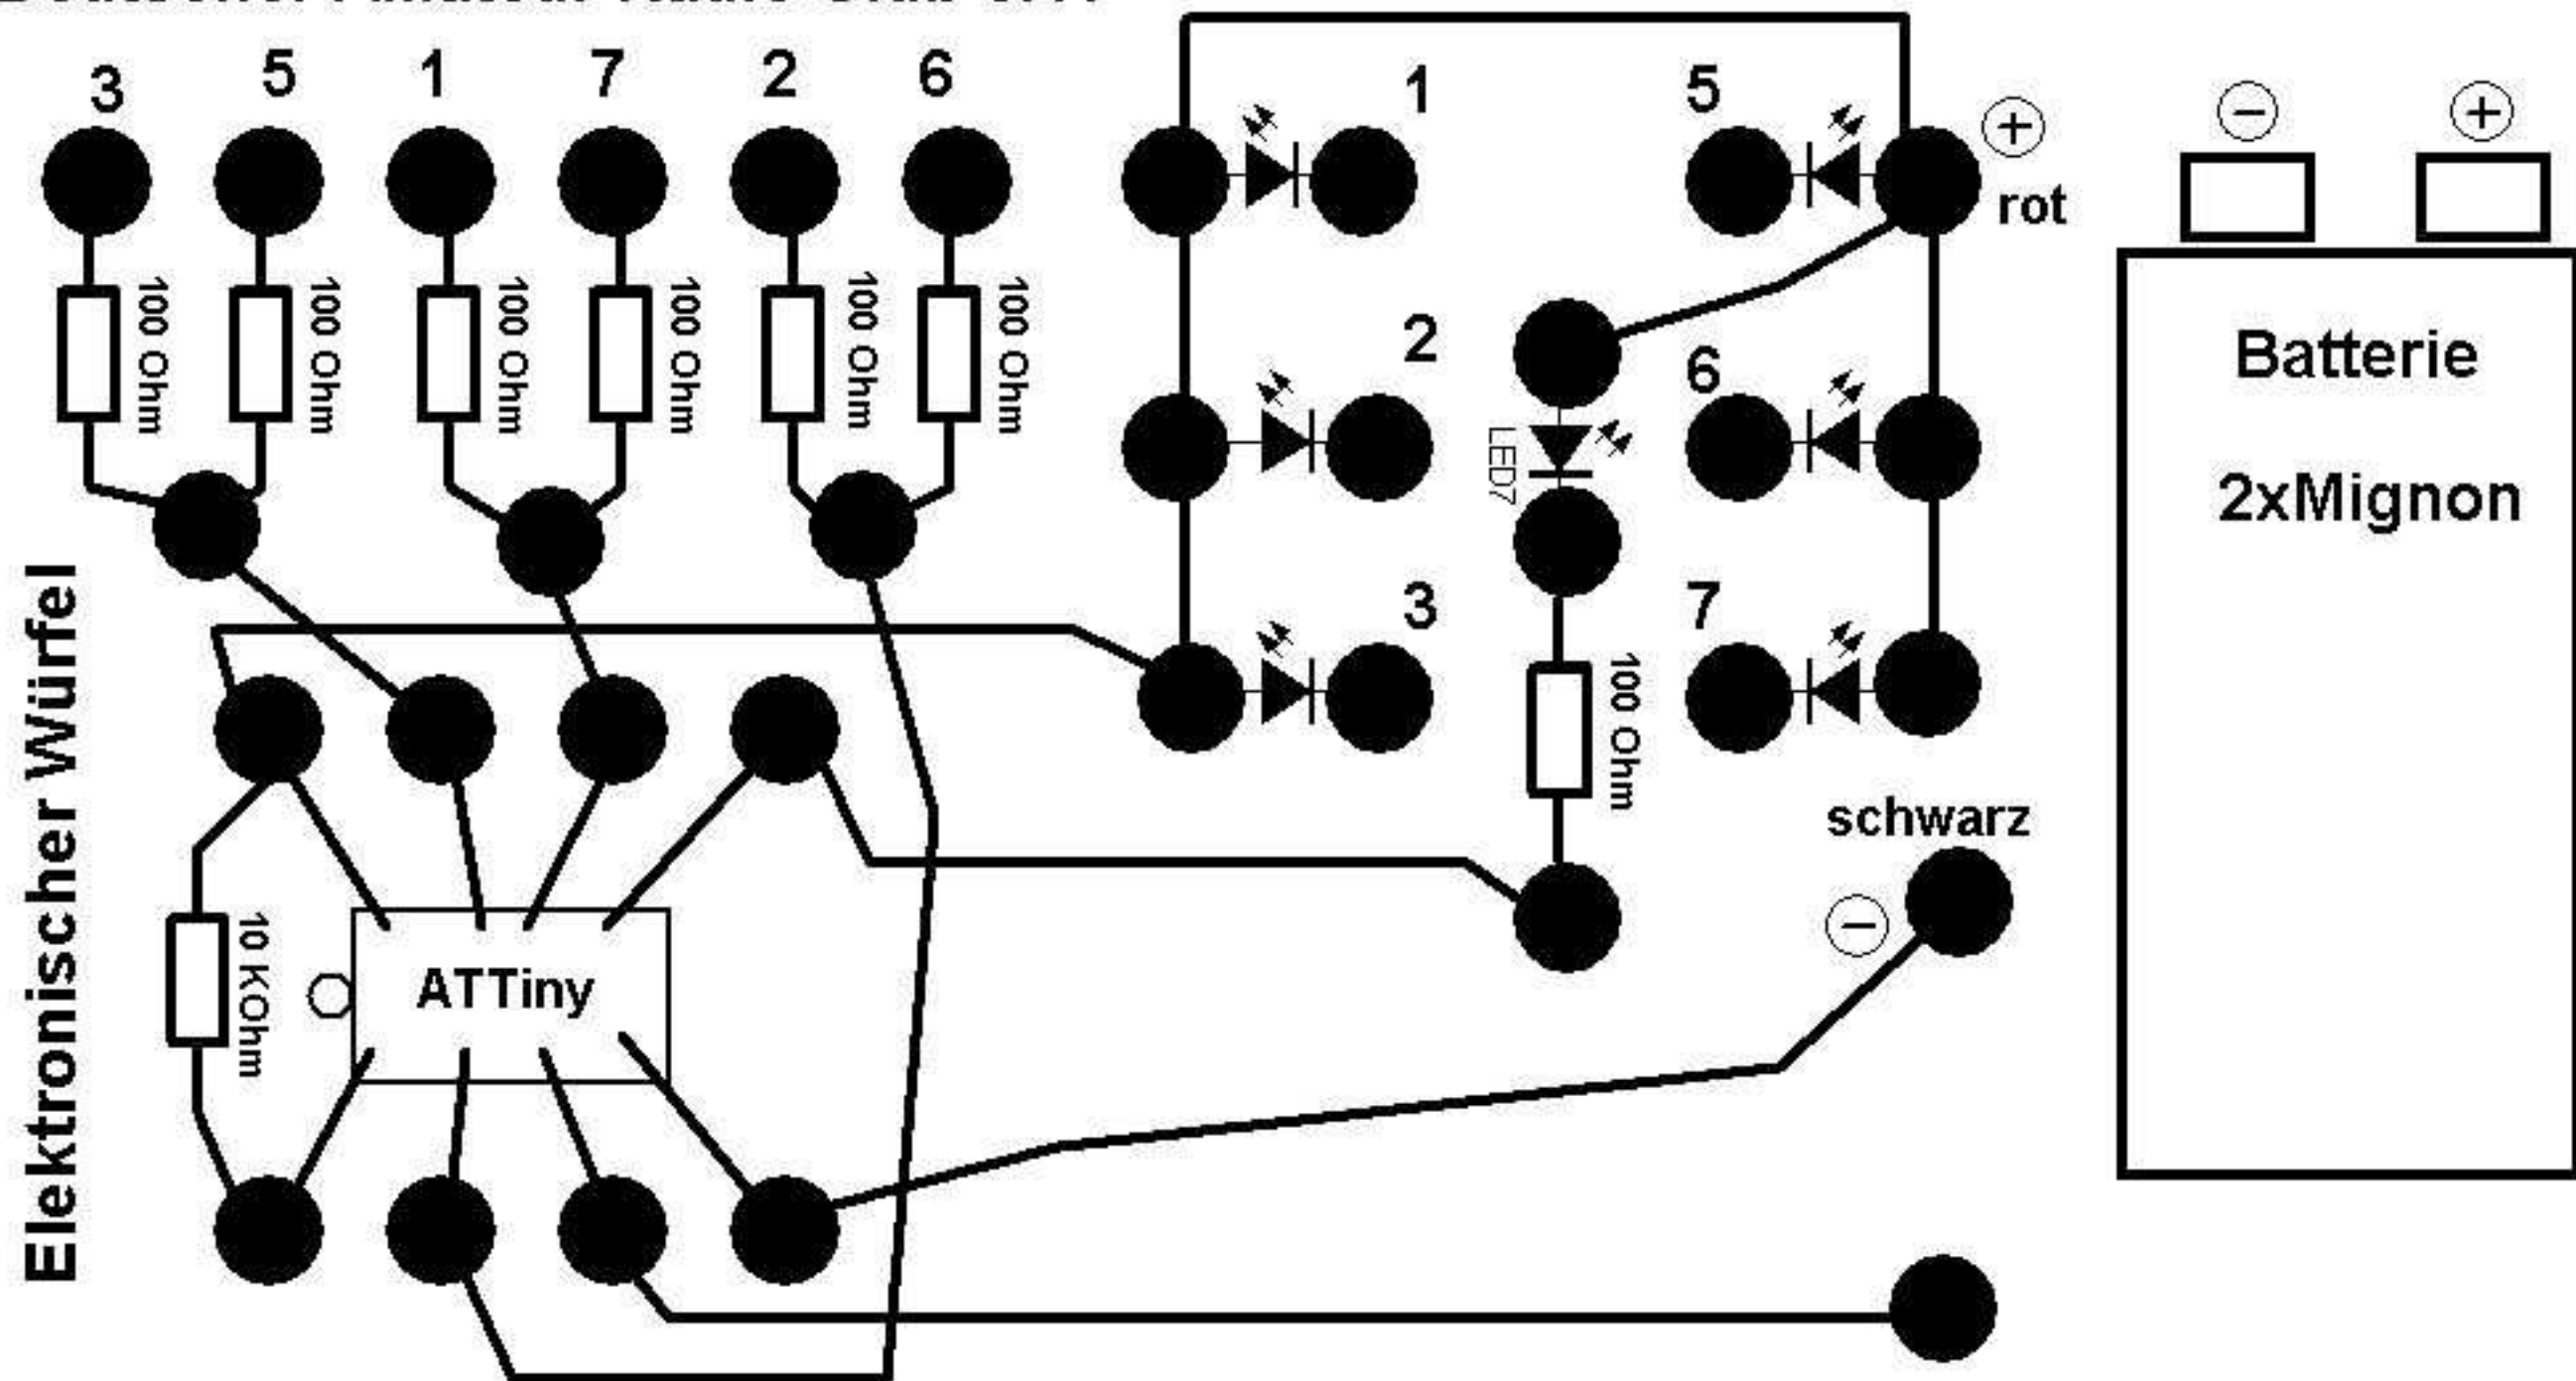 3 5 1 7 2 6
100 Ohm 100 Ohm 100 Ohm 100 Ohm 100 Ohm 100 Ohm
1 5
+
rot
2 6
LED7
3 7
100 Ohm
schwarz
−
− +
Batterie
2xMignon
Elektronischer Würfel
10 KOhm
ATTiny